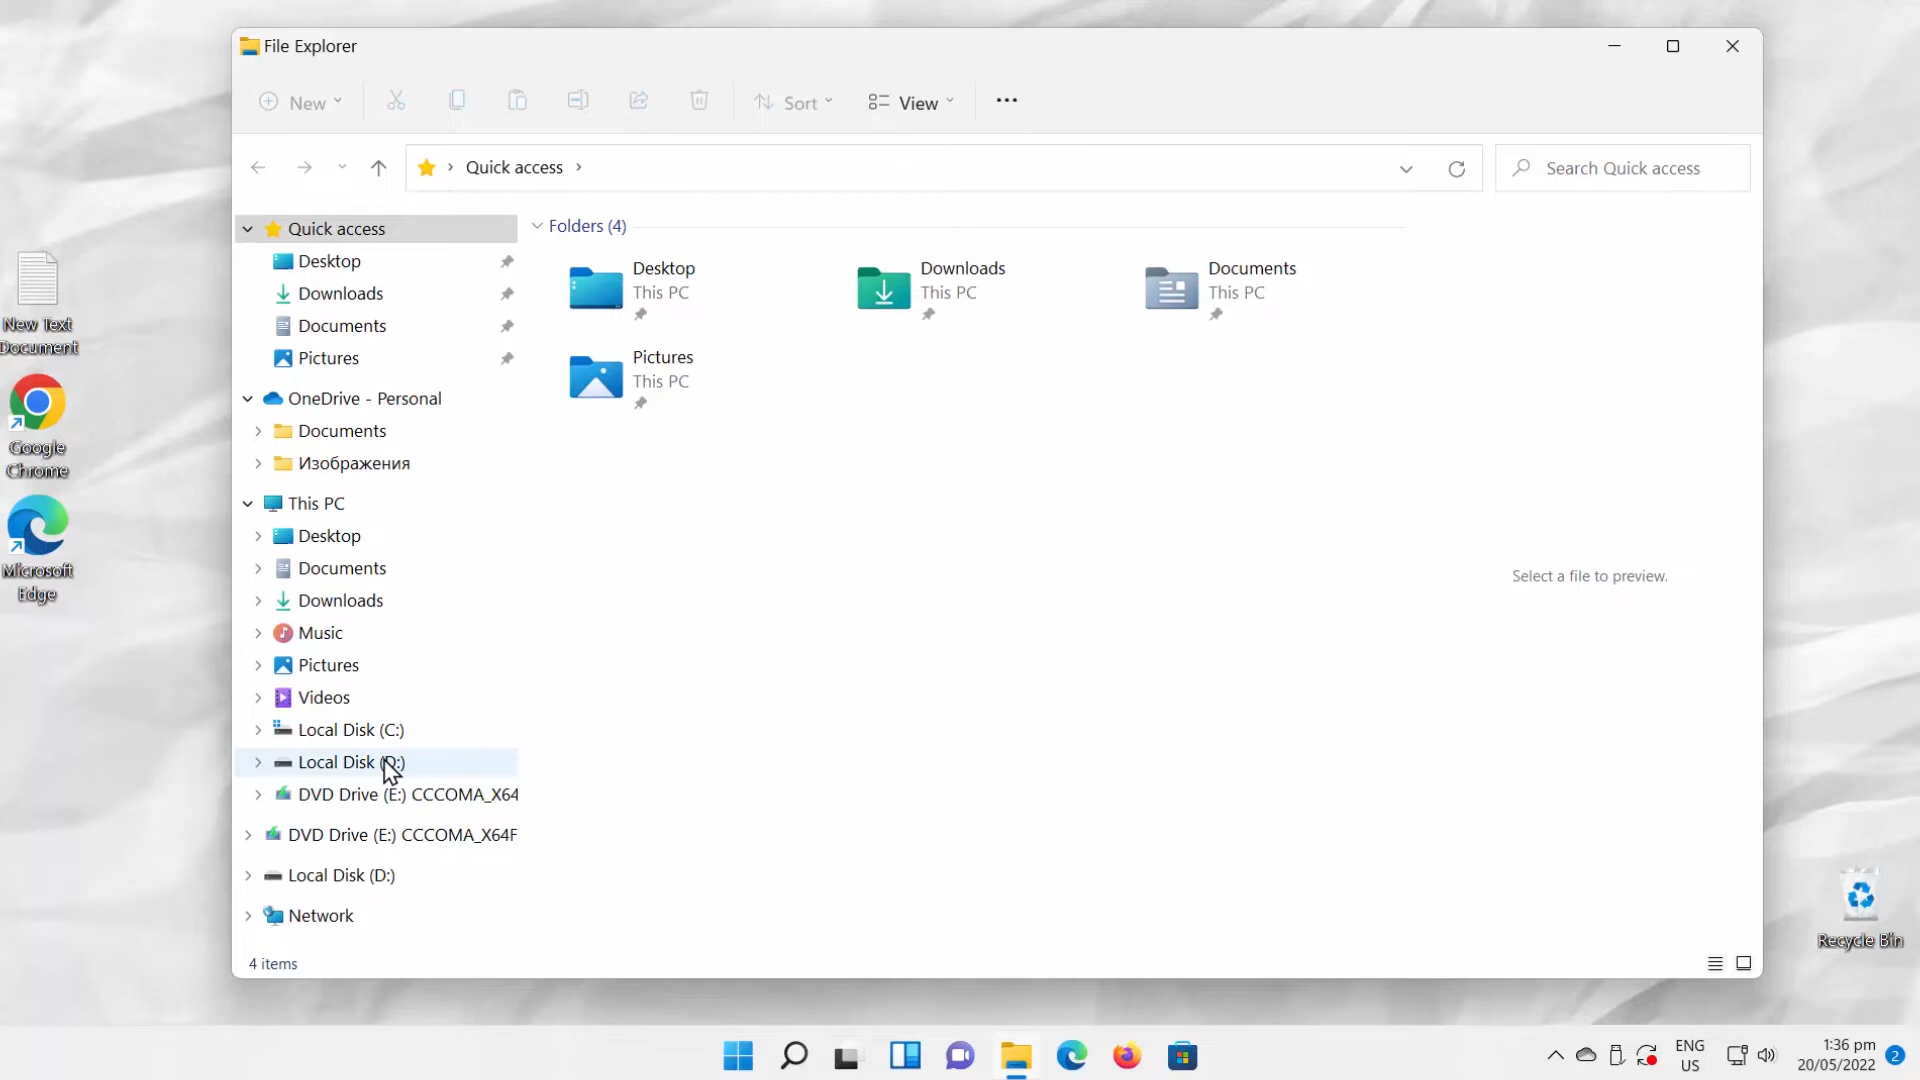 File Explorer
New
Sort
View
Quick access
Search Quick access
Quick access
Desktop
Downloads
Documents
Pictures
OneDrive - Personal
Documents
Изображения
This PC
Desktop
Documents
Downloads
Music
Pictures
Videos
Local Disk (C:)
Local Disk (D:)
DVD Drive (E:) CCCOMA_X64
DVD Drive (E:) CCCOMA_X64F
Local Disk (D:)
Network
4 items
Folders (4)
Desktop
This PC
Downloads
This PC
Documents
This PC
Pictures
This PC
Select a file to preview.
New Text
Document
Google
Chrome
Microsoft
Edge
Recycle Bin
ENG
US
1:36 pm
20/05/2022
2